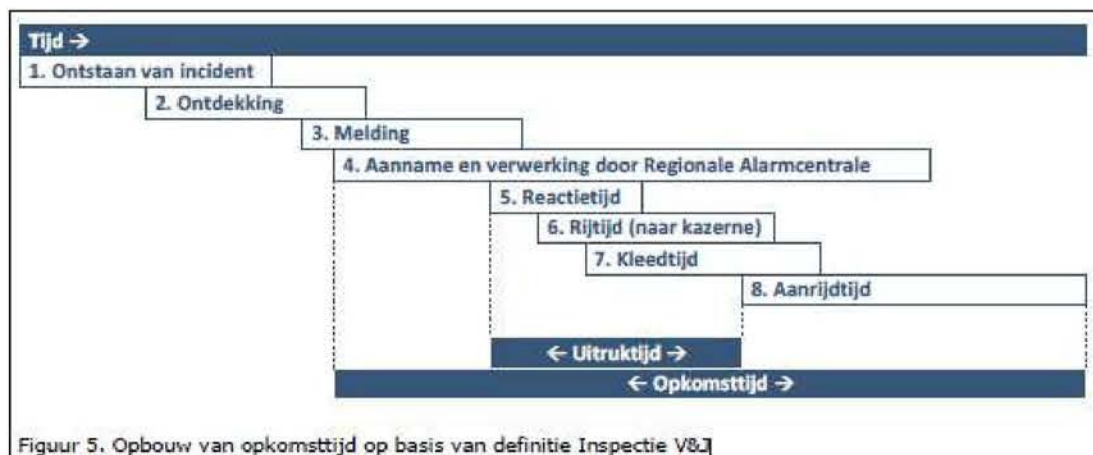 Tijd →
1. Ontstaan van incident
2. Ontdekking
3. Melding
4. Aanname en verwerking door Regionale Alarmcentrale
5. Reactietijd
6. Rijtijd (naar kazerne)
7. Kleedtijd
8. Aanrijdtijd
← Uitruktijd →
← Opkomsttijd →
Figuur 5. Opbouw van opkomsttijd op basis van definitie Inspectie V&J